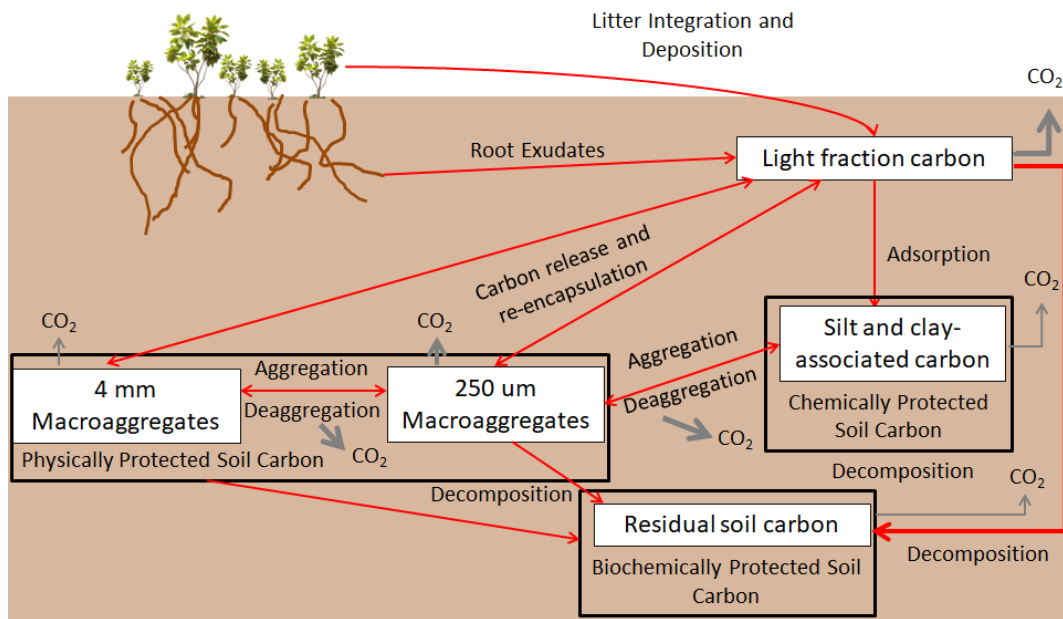 Litter Integration and
Deposition
CO2
Root Exudates
Light fraction carbon
Carbon release and
re-encapsulation
Adsorption
CO2
CO2
CO2
Silt and clay-
associated carbon
Chemically Protected
Soil Carbon
Aggregation
Deaggregation
CO2
4 mm
Macroaggregates
Aggregation
Deaggregation
CO2
250 um
Macroaggregates
Physically Protected Soil Carbon
Decomposition
Decomposition
CO2
Residual soil carbon
Biochemically Protected Soil
Carbon
Decomposition